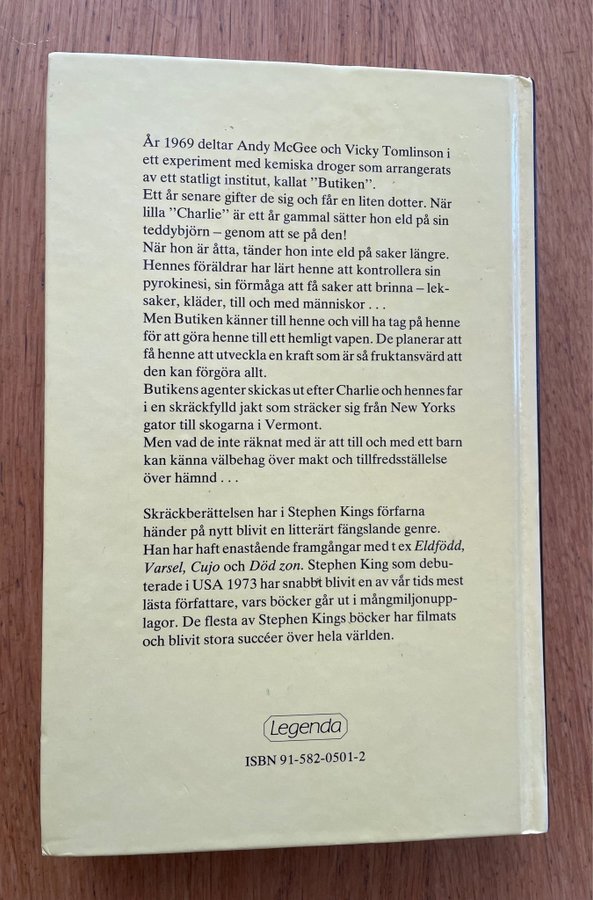 År 1969 deltar Andy McGee och Vicky Tomlinson i
ett experiment med kemiska droger som arrangerats
av ett statligt institut, kallat ”Butiken”.
Ett år senare gifter de sig och får en liten dotter. När
lilla ”Charlie” är ett år gammal sätter hon eld på sin
teddybjörn – genom att se på den!
När hon är åtta, tänder hon inte eld på saker längre.
Hennes föräldrar har lärt henne att kontrollera sin
pyrokinesi, sin förmåga att få saker att brinna – lek-
saker, kläder, till och med människor . . .
Men Butiken känner till henne och vill ha tag på henne
för att göra henne till ett hemligt vapen. De planerar att
få henne att utveckla en kraft som är så fruktansvärd att
den kan förgöra allt.
Butikens agenter skickas ut efter Charlie och hennes far
i en skräckfylld jakt som sträcker sig från New Yorks
gator till skogarna i Vermont.
Men vad de inte räknat med är att till och med ett barn
kan känna välbehag över makt och tillfredsställelse
över hämnd . . .
Skräckberättelsen har i Stephen Kings förfarna
händer på nytt blivit en litterärt fängslande genre.
Han har haft enastående framgångar med t ex Eldfödd,
Varsel, Cujo och Död zon. Stephen King som debu-
terade i USA 1973 har snabbt blivit en av vår tids mest
lästa författare, vars böcker går ut i mångmiljonupp-
lagor. De flesta av Stephen Kings böcker har filmats
och blivit stora succéer över hela världen.
Legenda
ISBN 91-582-0501-2